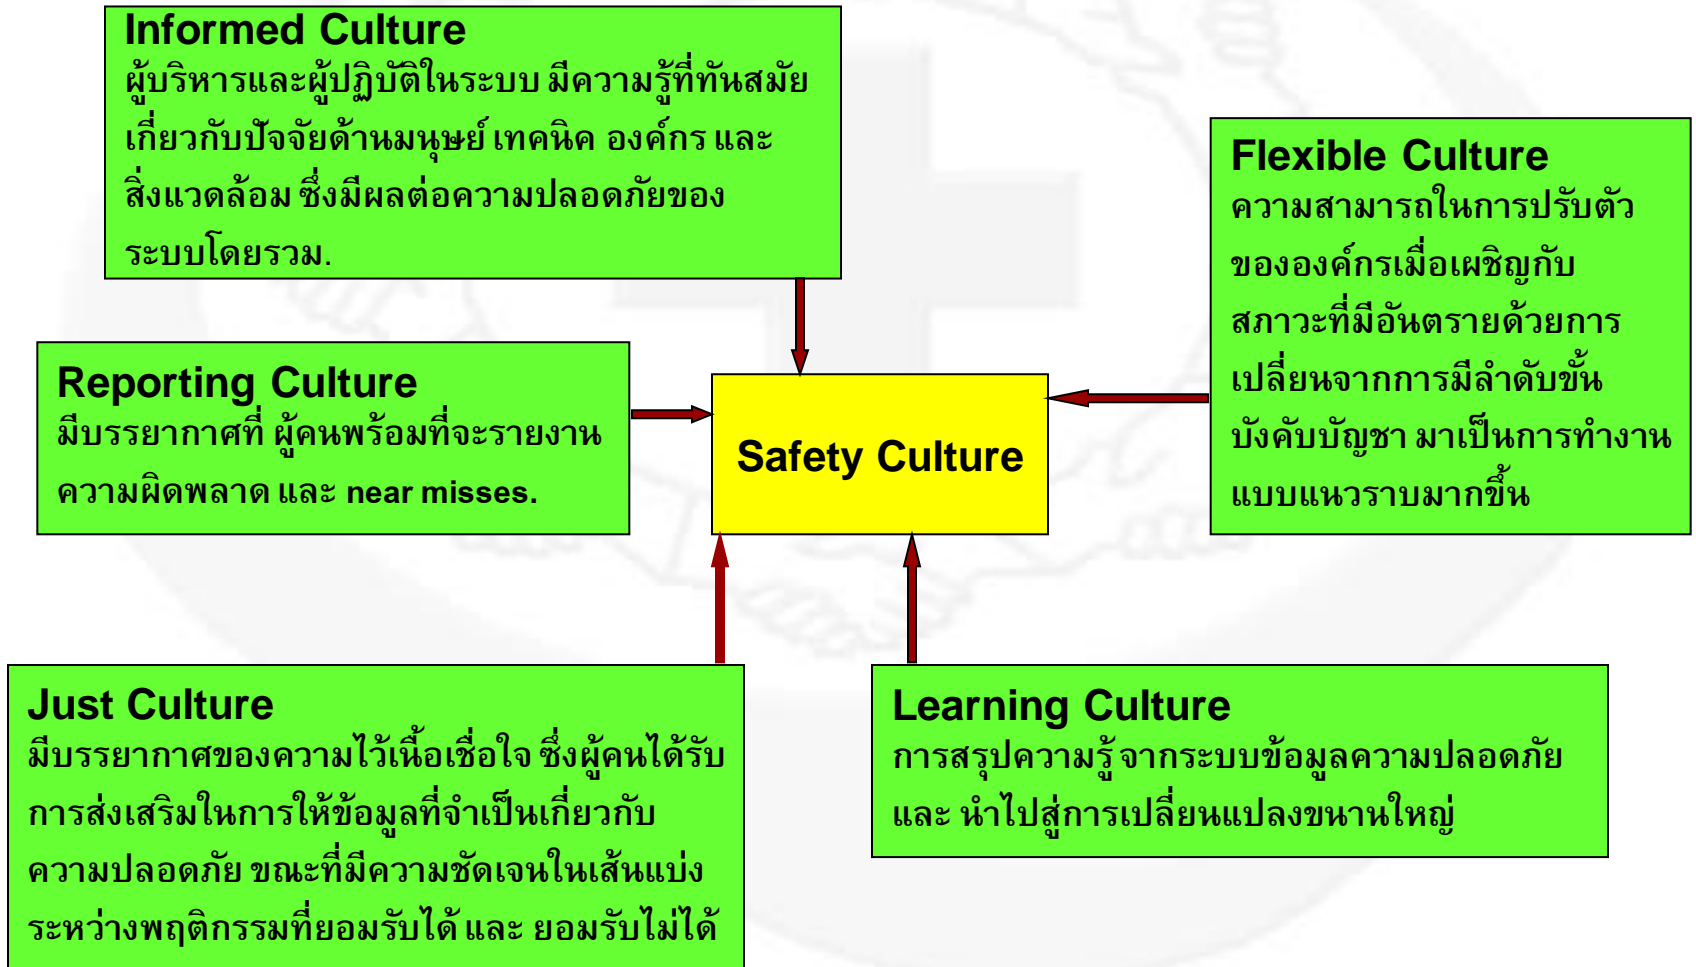 Informed Culture
ผู้บริหารและผู้ปฏิบัติในระบบ มีความรู้ที่ทันสมัย
เกี่ยวกับปัจจัยด้านมนุษย์ เทคนิค องค์กร และ
สิ่งแวดล้อม ซึ่งมีผลต่อความปลอดภัยของ
ระบบโดยรวม.
Flexible Culture
ความสามารถในการปรับตัว
ขององค์กรเมื่อเผชิญกับ
สภาวะที่มีอันตรายด้วยการ
เปลี่ยนจากการมีลำดับขั้น
บังคับบัญชา มาเป็นการทำงาน
แบบแนวราบมากขึ้น
Reporting Culture
มีบรรยากาศที่ ผู้คนพร้อมที่จะรายงาน
ความผิดพลาด และ near misses.
Safety Culture
Just Culture
มีบรรยากาศของความไว้เนื้อเชื่อใจ ซึ่งผู้คนได้รับ
การส่งเสริมในการให้ข้อมูลที่จำเป็นเกี่ยวกับ
ความปลอดภัย ขณะที่มีความชัดเจนในเส้นแบ่ง
ระหว่างพฤติกรรมที่ยอมรับได้ และ ยอมรับไม่ได้
Learning Culture
การสรุปความรู้ จากระบบข้อมูลความปลอดภัย
และ นำไปสู่การเปลี่ยนแปลงขนานใหญ่